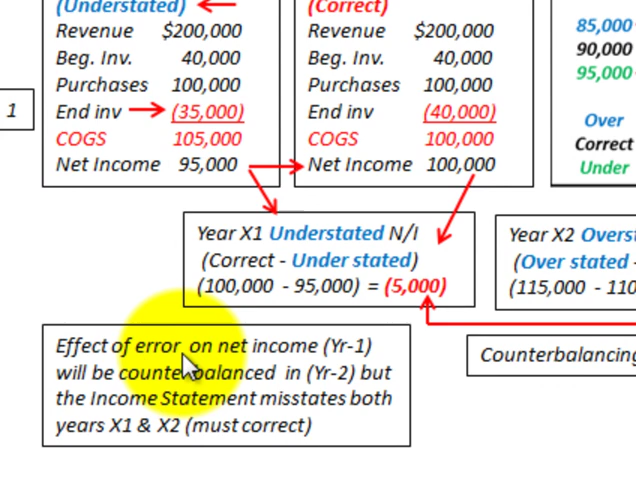 (Understated)
Revenue $200,000
Beg. Inv. 40,000
Purchases 100,000
End inv (35,000)
COGS 105,000
Net Income 95,000
(Correct)
Revenue $200,000
Beg. Inv. 40,000
Purchases 100,000
End inv (40,000)
COGS 100,000
Net Income 100,000
85,000
90,000
95,000
Over
Correct
Under
1
Year X1 Understated N/I
(Correct - Under stated)
(100,000 - 95,000) = (5,000)
Year X2
(Over stated -
(115,000 -
Counterbalancing
Effect of error on net income (Yr-1)
will be counterbalanced in (Yr-2) but
the Income Statement misstates both
years X1 & X2 (must correct)